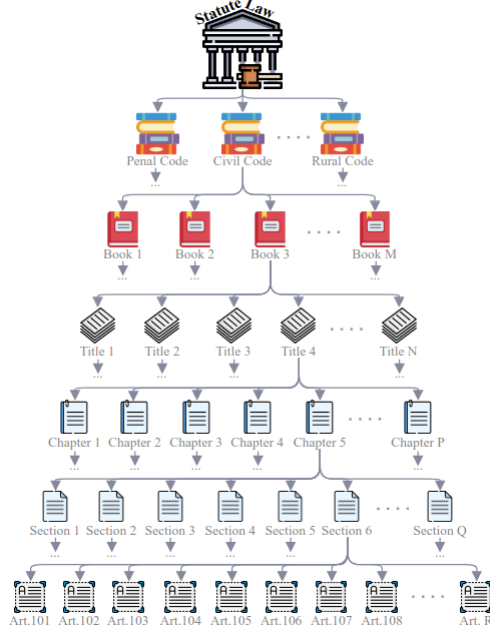 Statute Law
Penal Code Civil Code .... Rural Code
... ...
Book 1 Book 2 Book 3 .... Book M
... ... ...
Title 1 Title 2 Title 3 Title 4 .... Title N
... ... ... ...
Chapter 1 Chapter 2 Chapter 3 Chapter 4 Chapter 5 .... Chapter P
... ... ... ... ...
Section 1 Section 2 Section 3 Section 4 Section 5 Section 6 .... Section Q
... ... ... ... ... ...
A A A A A A A A .... A
Art.101 Art.102 Art.103 Art.104 Art.105 Art.106 Art.107 Art.108 Art. R